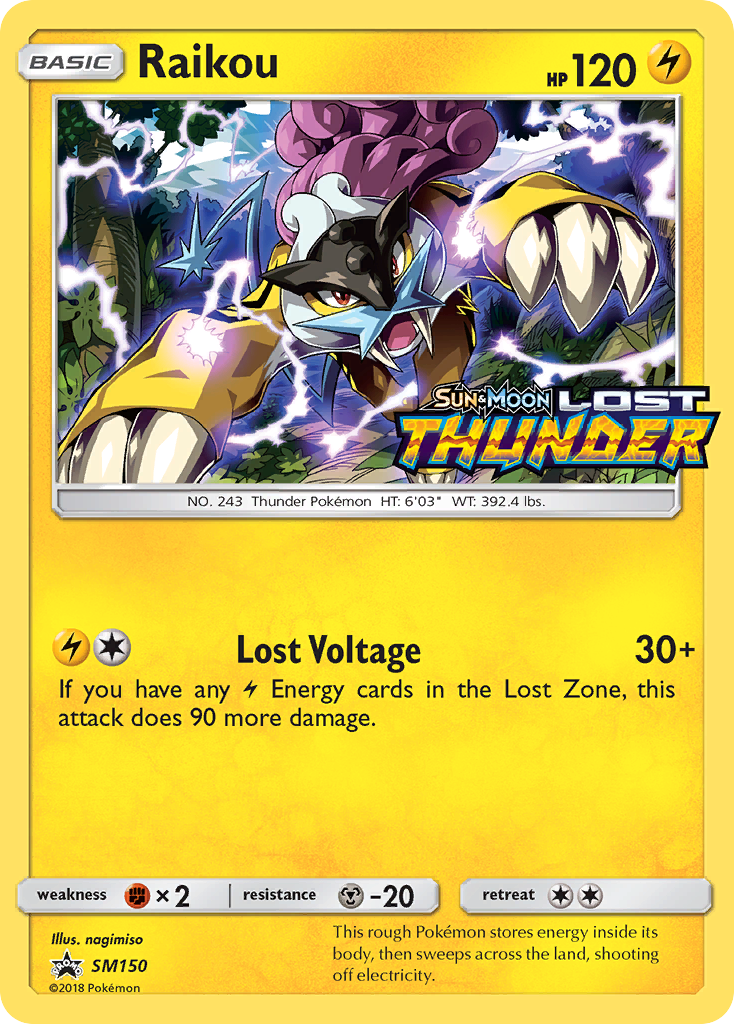 BASIC Raikou HP 120
SUN & MOON LOST
THUNDER
NO. 243 Thunder Pokémon HT: 6'03" WT: 392.4 lbs.
Lost Voltage 30+
If you have any Energy cards in the Lost Zone, this
attack does 90 more damage.
weakness × 2 resistance -20 retreat
Illus. nagimiso
PROMO SM150
©2018 Pokémon
This rough Pokémon stores energy inside its
body, then sweeps across the land, shooting
off electricity.